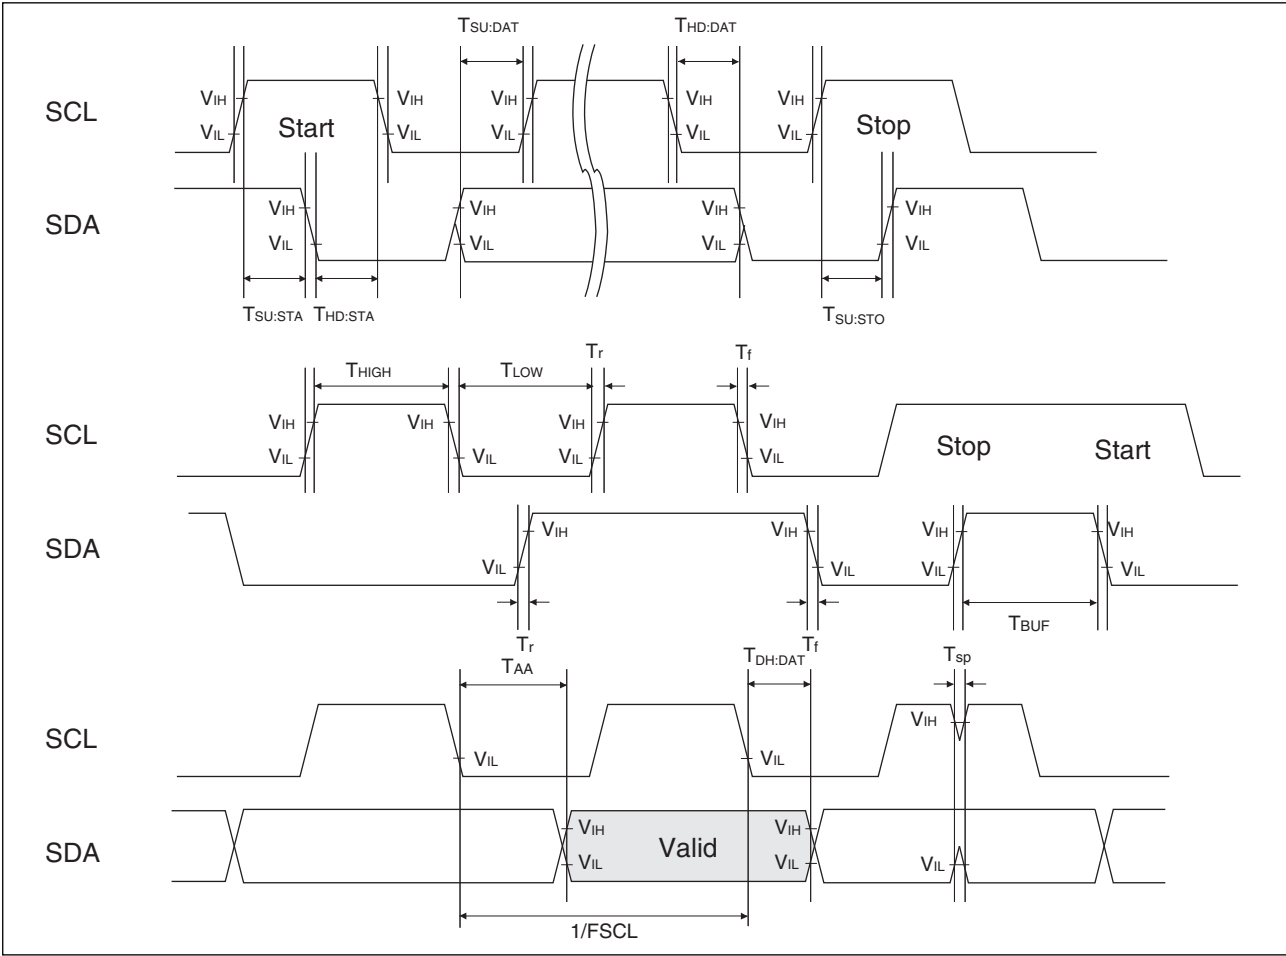 TSU:DAT THD:DAT
VIH VIH VIH VIH VIH
SCL
Start Stop
VIL VIL VIL VIL VIL
VIH VIH VIH VIH
SDA
VIL VIL VIL VIL
TSU:STA THD:STA TSU:STO
Tr Tf
THIGH TLOW
VIH VIH VIH VIH
SCL
Stop Start
VIL VIL VIL VIL
VIH VIH VIH VIH
SDA
VIL VIL VIL VIL
TBUF
Tr Tf
TAA TDH:DAT Tsp
VIH
SCL
VIL VIL
VIH VIH
SDA Valid
VIL VIL VIL
1/FSCL